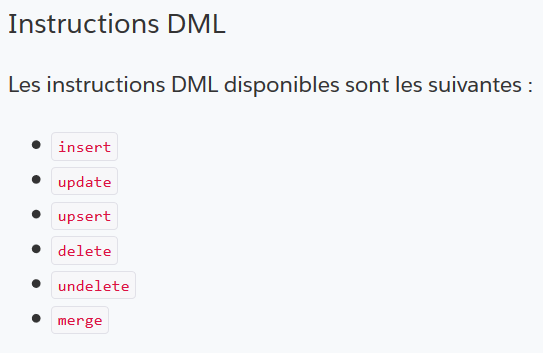 Instructions DML
Les instructions DML disponibles sont les suivantes :
insert
update
upsert
delete
undelete
merge